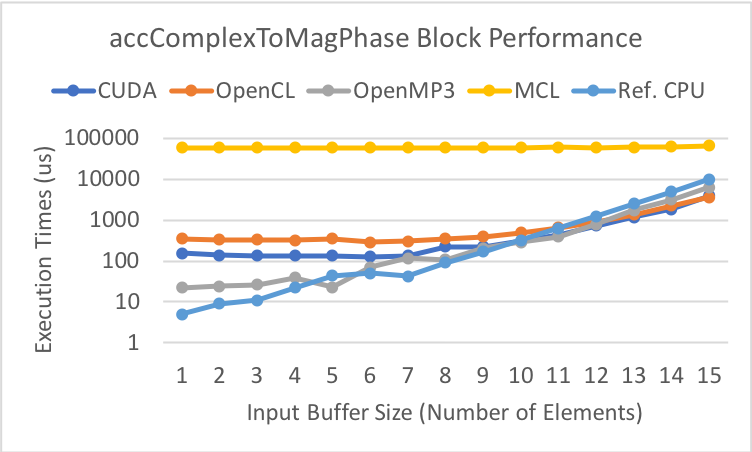 accComplexToMagPhase Block Performance
CUDA OpenCL OpenMP3 MCL Ref. CPU
Execution Times (us)
100000
10000
1000
100
10
1
1 2 3 4 5 6 7 8 9 10 11 12 13 14 15
Input Buffer Size (Number of Elements)